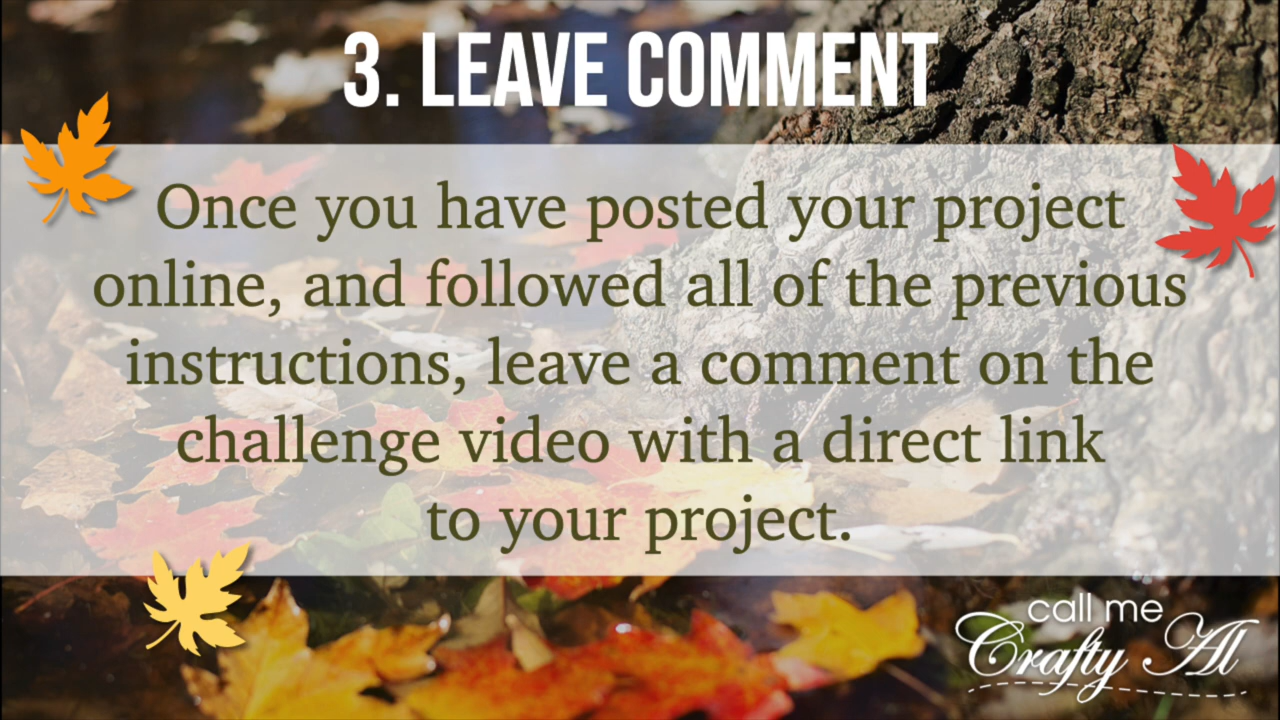 3. LEAVE COMMENT
Once you have posted your project
online, and followed all of the previous
instructions, leave a comment on the
challenge video with a direct link
to your project.
call me
Crafty Al